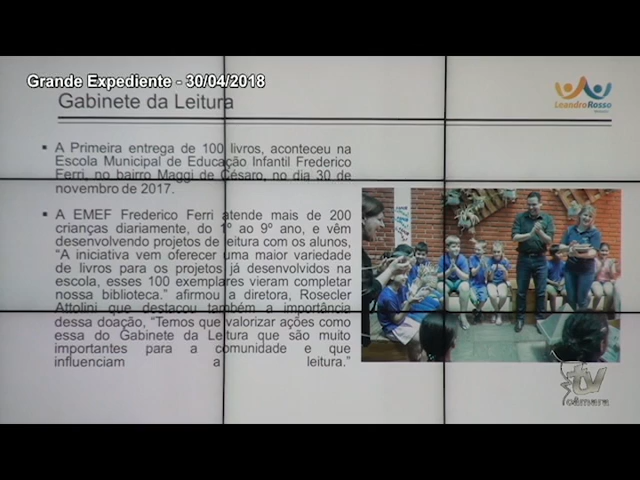 Grande Expediente - 30/04/2018
Gabinete da Leitura
LeandroRosso
▪ A Primeira entrega de 100 livros, aconteceu na
Escola Municipal de Educação Infantil Frederico
Ferri, no bairro Maggi de Césaro, no dia 30 de
novembro de 2017.
▪ A EMEF Frederico Ferri atende mais de 200
crianças diariamente, do 1º ao 9º ano, e vêm
desenvolvendo projetos de leitura com os alunos,
“A iniciativa vem oferecer uma maior variedade
de livros para os projetos já desenvolvidos na
escola, esses 100 exemplares vieram completar
nossa biblioteca.” afirmou a diretora, Rosecler
Attolini que destacou também a importância
dessa doação, “Temos que valorizar ações como
essa do Gabinete da Leitura que são muito
importantes para a comunidade e que
influenciam a leitura.”
tv
câmara